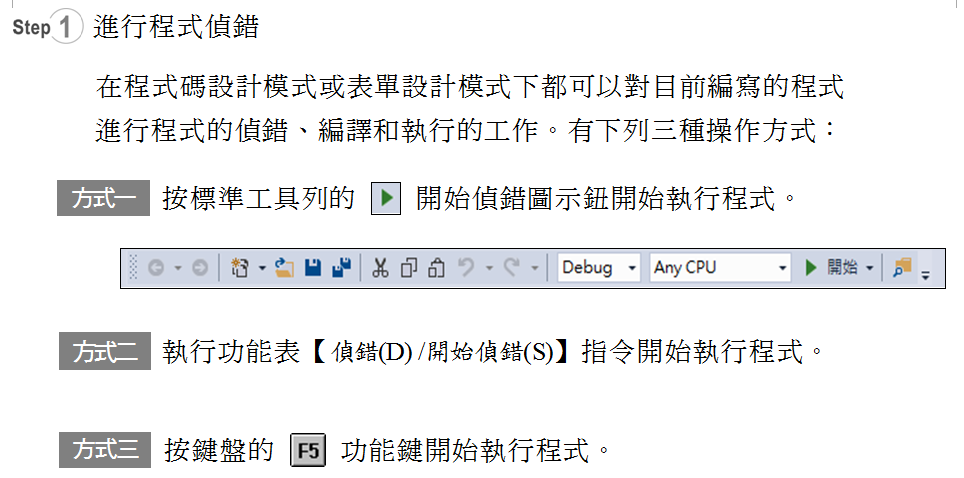 Step 1 進行程式偵錯
在程式碼設計模式或表單設計模式下都可以對目前編寫的程式
進行程式的偵錯、編譯和執行的工作。有下列三種操作方式：
方式一 按標準工具列的 開始偵錯圖示鈕開始執行程式。
Debug Any CPU 開始
方式二 執行功能表【偵錯(D) /開始偵錯(S)】指令開始執行程式。
方式三 按鍵盤的 F5 功能鍵開始執行程式。